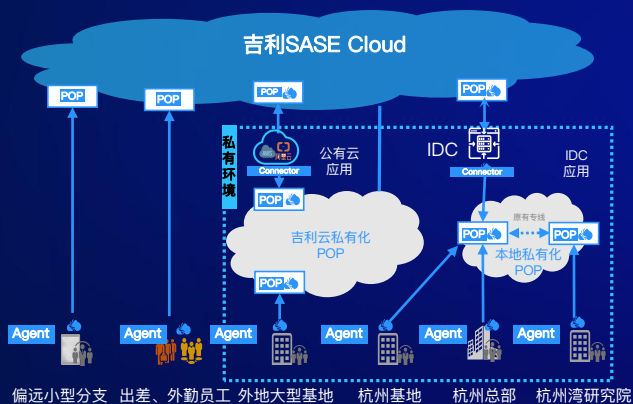 吉利SASE Cloud
POP
POP
POP
POP
私有环境
公有云
应用
Connector
IDC
Connector
IDC
应用
POP
吉利云私有化
POP
POP
POP
原有专线
POP
本地私有化
POP
Agent
Agent
Agent
Agent
Agent
Agent
偏远小型分支
出差、外勤员工
外地大型基地
杭州基地
杭州总部
杭州湾研究院